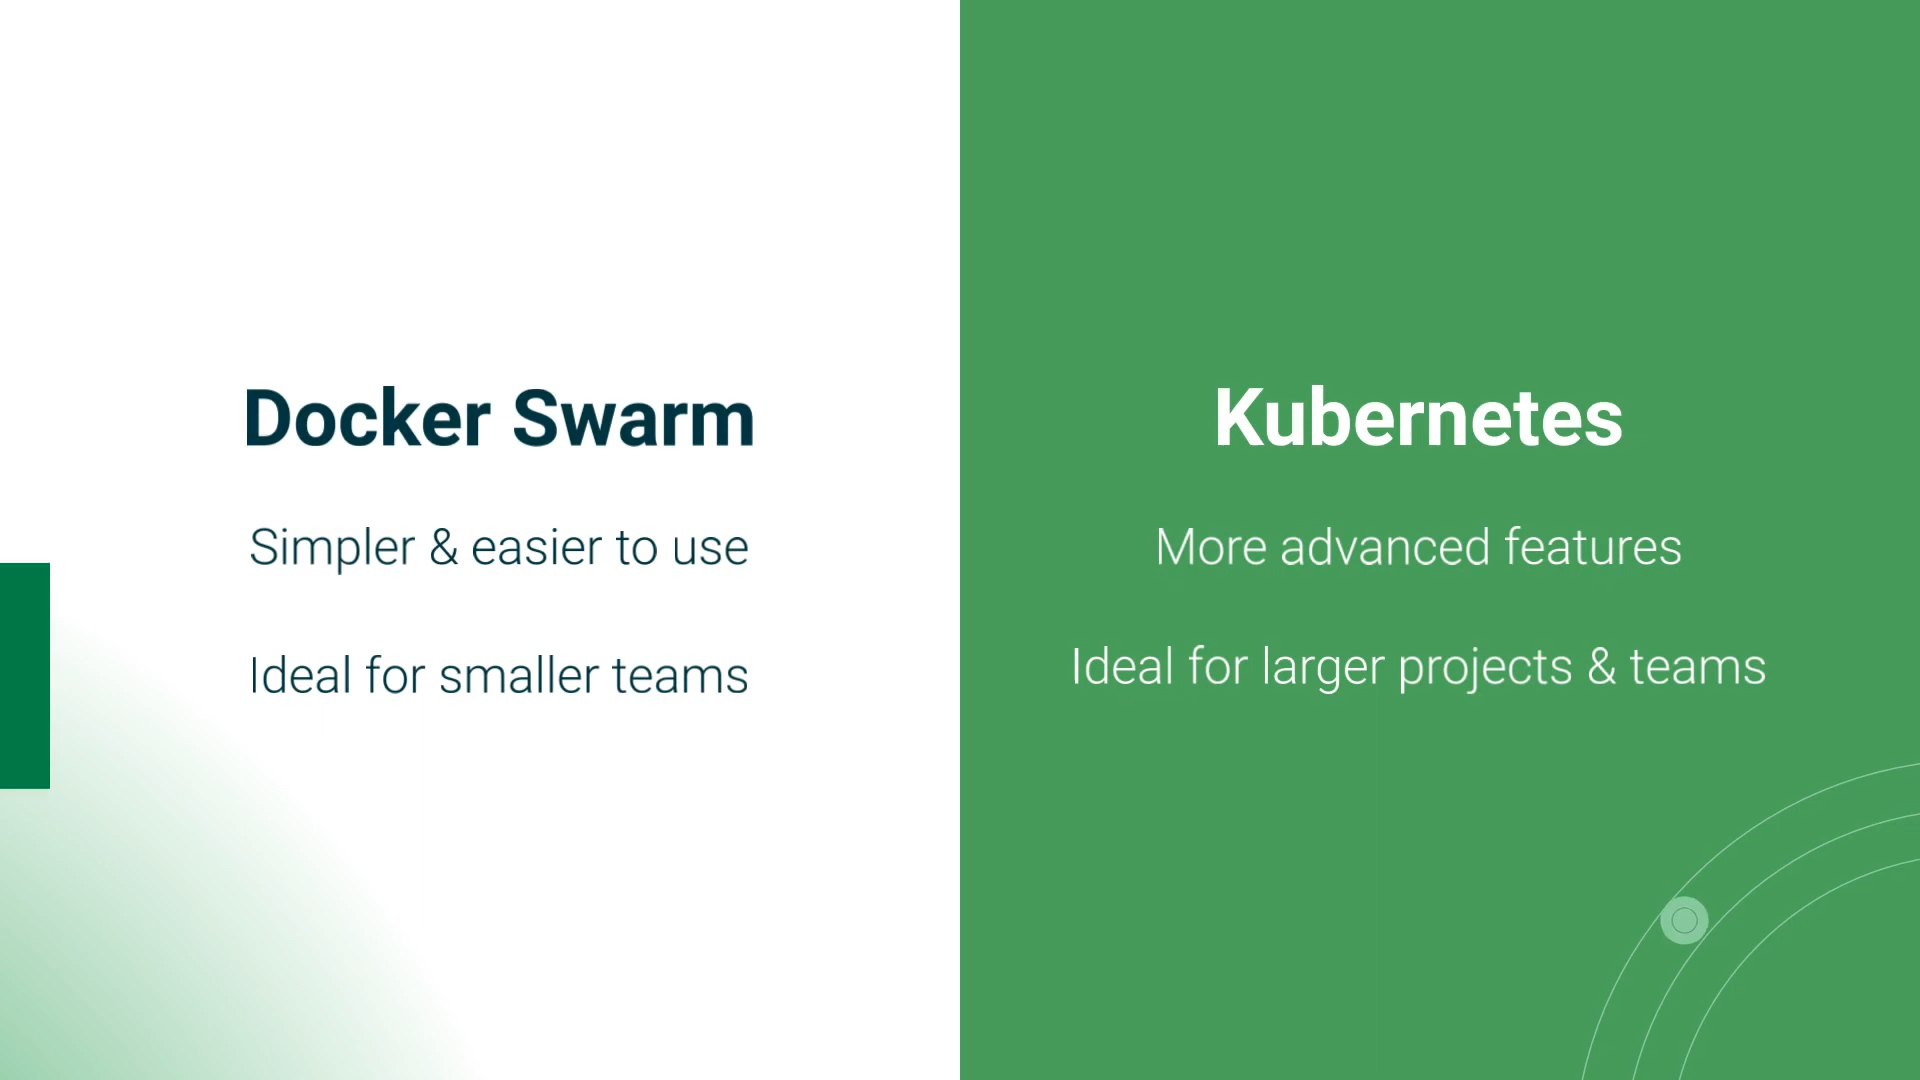 Docker Swarm
Simpler & easier to use
Ideal for smaller teams
Kubernetes
More advanced features
Ideal for larger projects & teams